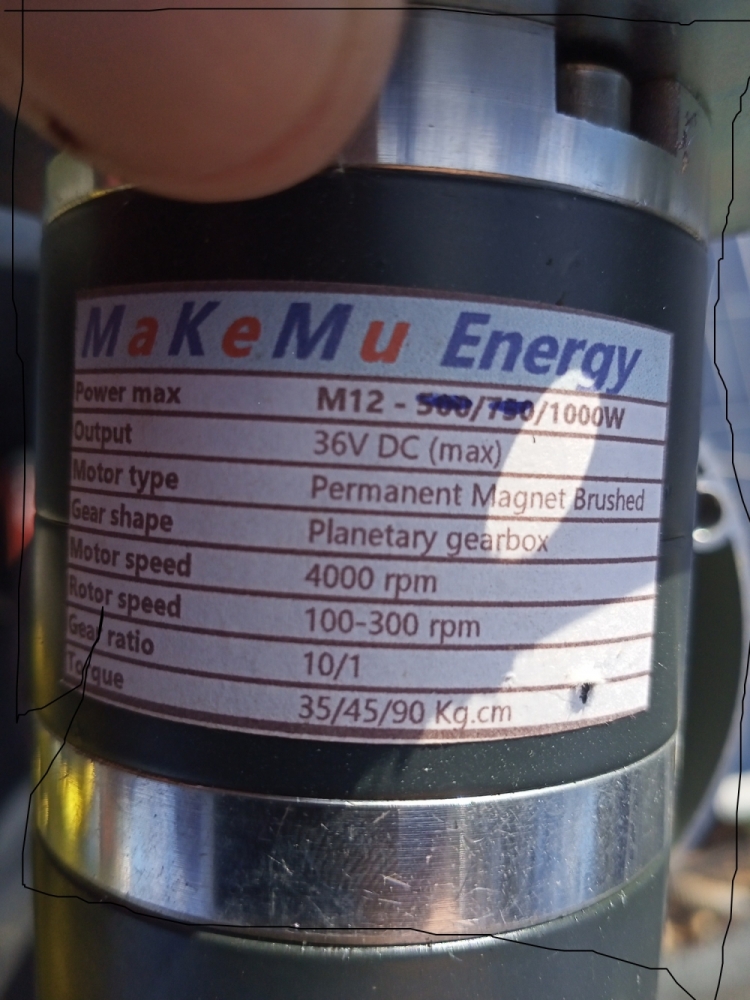 MaKeMu Energy
Power max M12 - 500/750/1000W
Output 36V DC (max)
Motor type Permanent Magnet Brushed
Gear shape Planetary gearbox
Motor speed 4000 rpm
Rotor speed 100-300 rpm
Gear ratio 10/1
Torque 35/45/90 Kg.cm